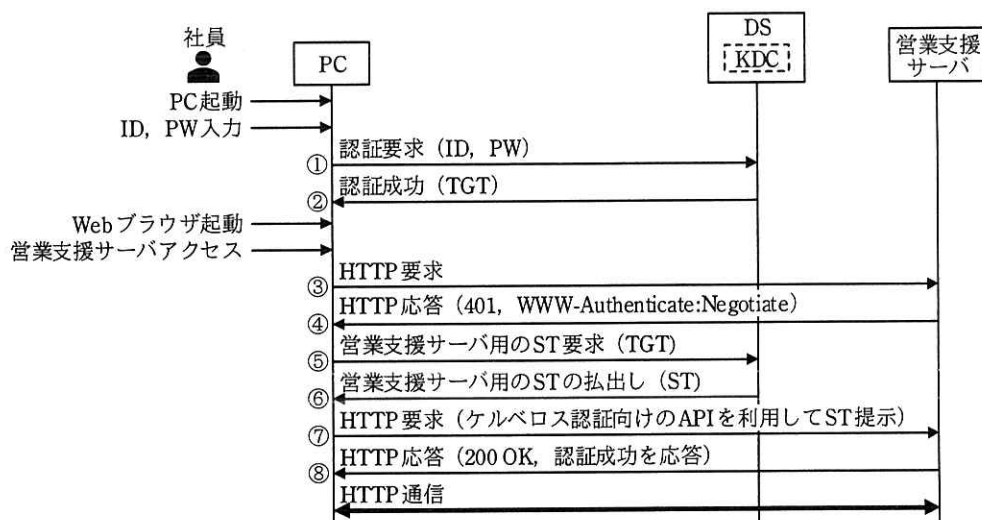 社員
PC
DS
KDC
営業支援
サーバ
PC起動
ID，PW入力
① 認証要求（ID，PW）
② 認証成功（TGT）
Webブラウザ起動
営業支援サーバアクセス
③ HTTP要求
④ HTTP応答（401，WWW-Authenticate:Negotiate）
⑤ 営業支援サーバ用のST要求（TGT）
⑥ 営業支援サーバ用のSTの払出し（ST）
⑦ HTTP要求（ケルベロス認証向けのAPIを利用してST提示）
⑧ HTTP応答（200 OK，認証成功を応答）
HTTP通信